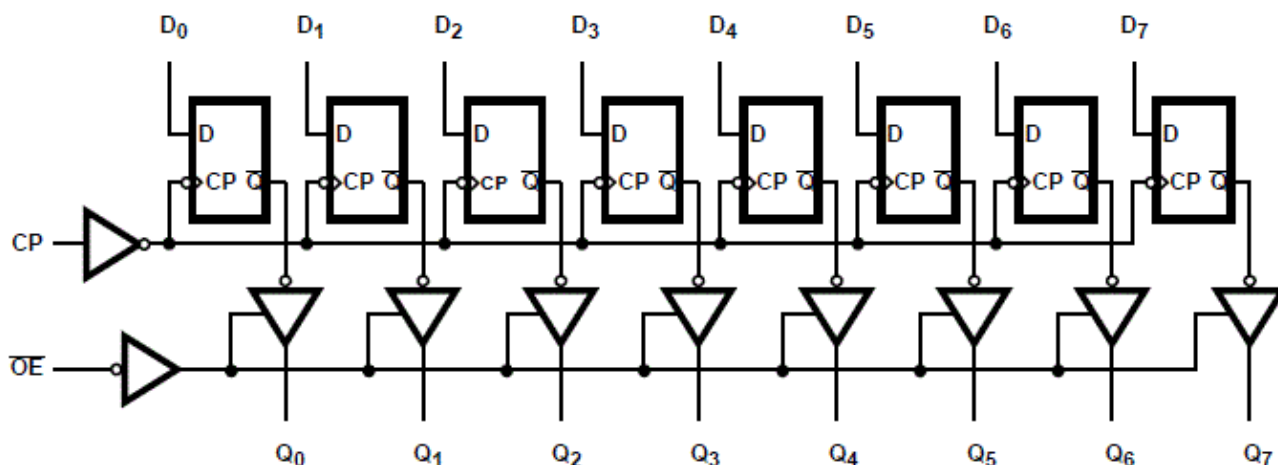 D₀ D₁ D₂ D₃ D₄ D₅ D₆ D₇
D D D D D D D D
CP Q̅ CP Q̅ CP Q̅ CP Q̅ CP Q̅ CP Q̅ CP Q̅ CP Q̅
CP
O̅E̅
Q₀ Q₁ Q₂ Q₃ Q₄ Q₅ Q₆ Q₇